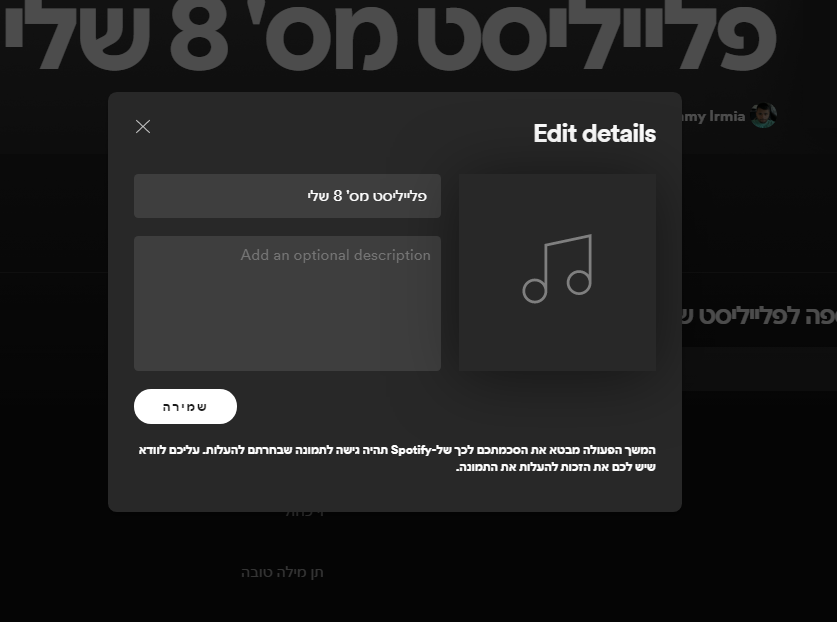 פלייליסט מס' 8 שלי
Irmia
Edit details
פלייליסט מס' 8 שלי
Add an optional description
לפלייליסט
שמירה
המשך הפעולה מבטא את הסכמתכם לכך של-Spotify תהיה גישה לתמונה שבחרתם להעלות. עליכם לוודא
שיש לכם את הזכות להעלות את התמונה.
תן מילה טובה